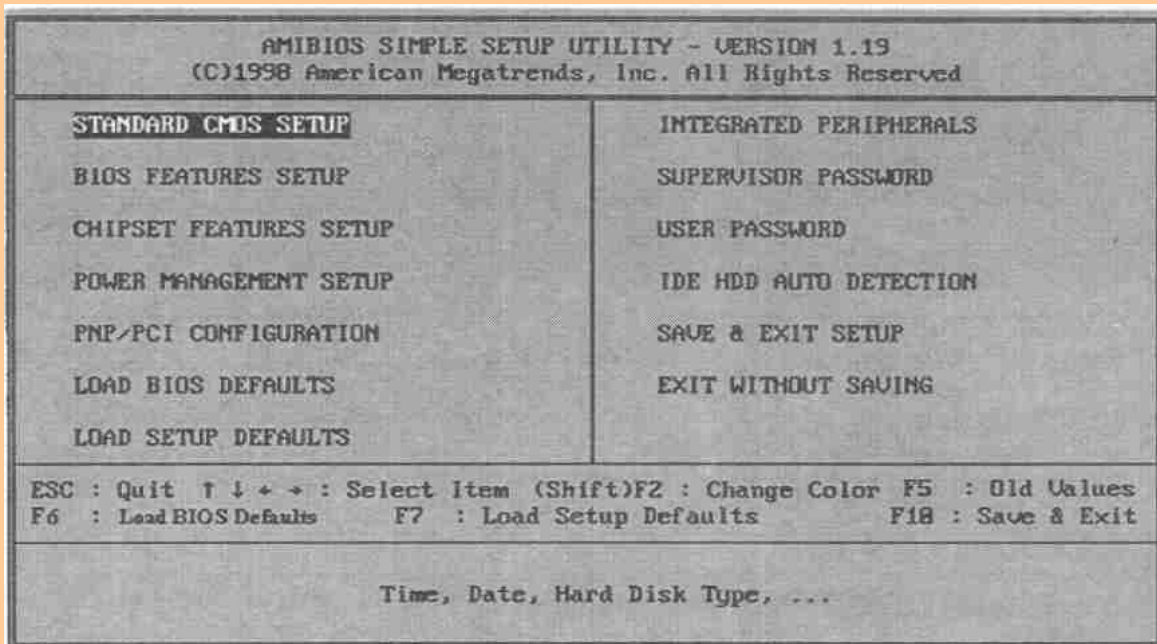 AMIBIOS SIMPLE SETUP UTILITY - VERSION 1.19
(C)1998 American Megatrends, Inc. All Rights Reserved
STANDARD CMOS SETUP
BIOS FEATURES SETUP
CHIPSET FEATURES SETUP
POWER MANAGEMENT SETUP
PNP/PCI CONFIGURATION
LOAD BIOS DEFAULTS
LOAD SETUP DEFAULTS
INTEGRATED PERIPHERALS
SUPERVISOR PASSWORD
USER PASSWORD
IDE HDD AUTO DETECTION
SAVE & EXIT SETUP
EXIT WITHOUT SAVING
ESC : Quit ↑ ↓ ← → : Select Item (Shift)F2 : Change Color F5 : Old Values
F6 : Load BIOS Defaults F7 : Load Setup Defaults F10 : Save & Exit
Time, Date, Hard Disk Type, ...